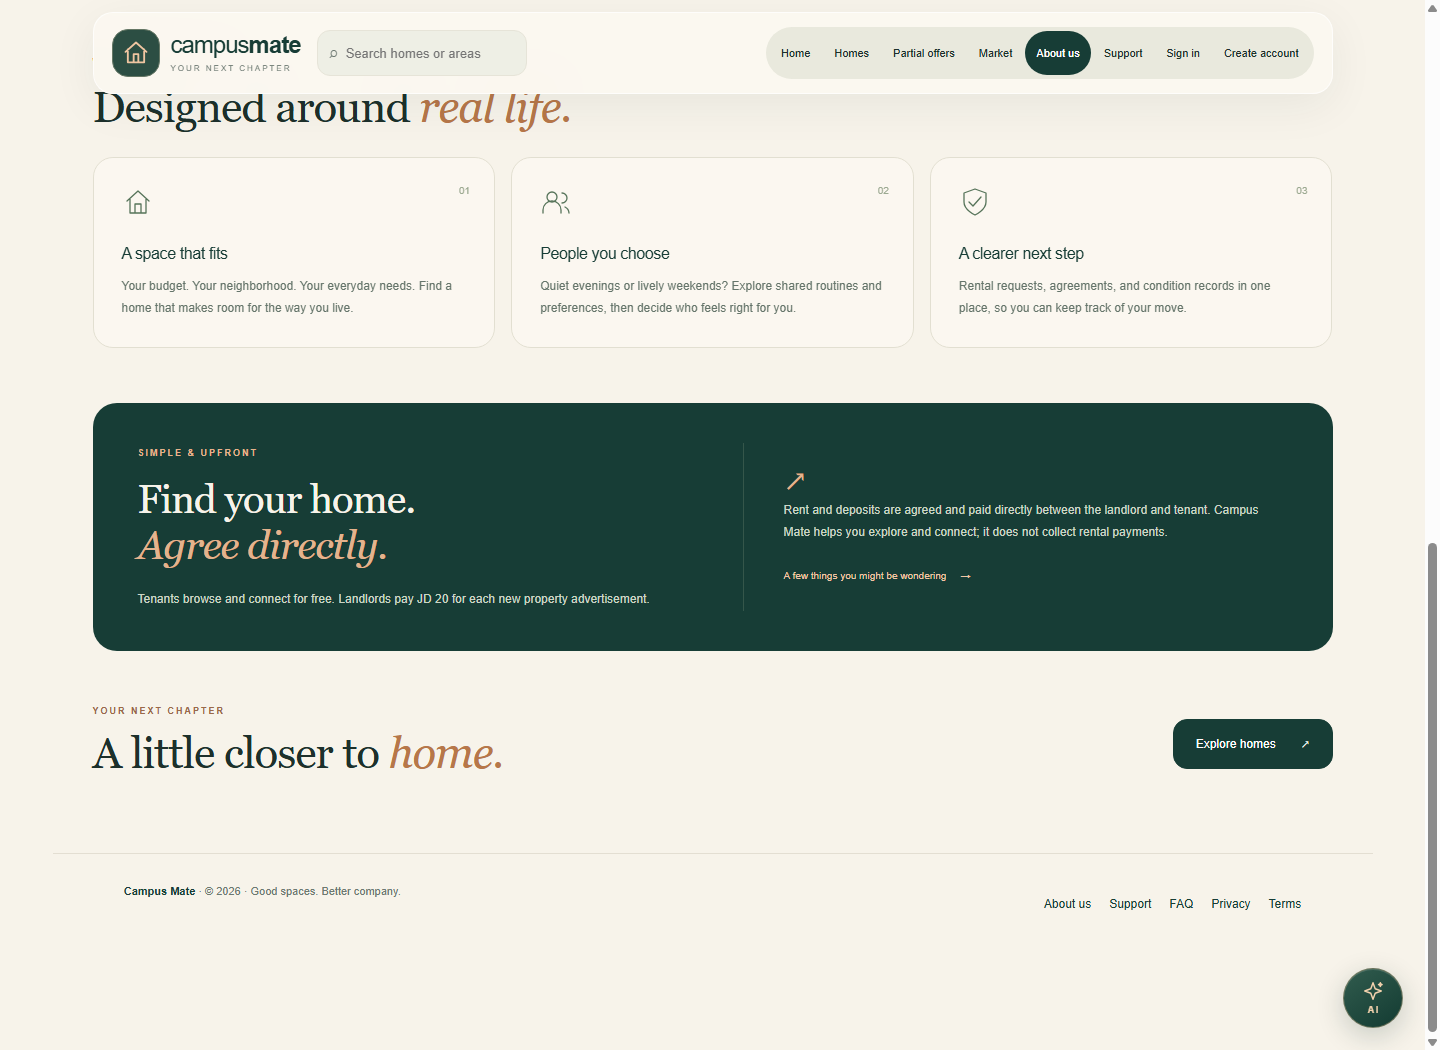 campusmate
YOUR NEXT CHAPTER
Search homes or areas
Home
Homes
Partial offers
Market
About us
Support
Sign in
Create account
Designed around real life.
01
A space that fits
Your budget. Your neighborhood. Your everyday needs. Find a
home that makes room for the way you live.
02
People you choose
Quiet evenings or lively weekends? Explore shared routines and
preferences, then decide who feels right for you.
03
A clearer next step
Rental requests, agreements, and condition records in one
place, so you can keep track of your move.
SIMPLE & UPFRONT
Find your home.
Agree directly.
Tenants browse and connect for free. Landlords pay JD 20 for each new property advertisement.
↗
Rent and deposits are agreed and paid directly between the landlord and tenant. Campus
Mate helps you explore and connect; it does not collect rental payments.
A few things you might be wondering →
YOUR NEXT CHAPTER
A little closer to home.
Explore homes ↗
Campus Mate · © 2026 · Good spaces. Better company.
About us
Support
FAQ
Privacy
Terms
AI